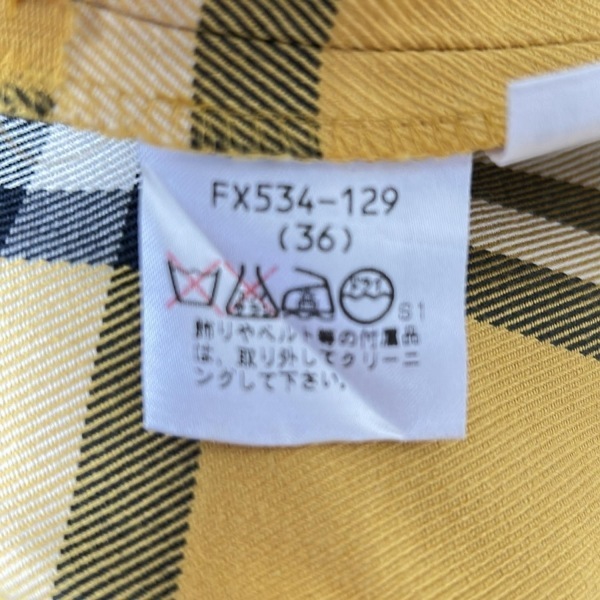 FX534-129
(36)
S1
飾りやベルト等の付属品
は、取り外してクリーニ
ングして下さい。